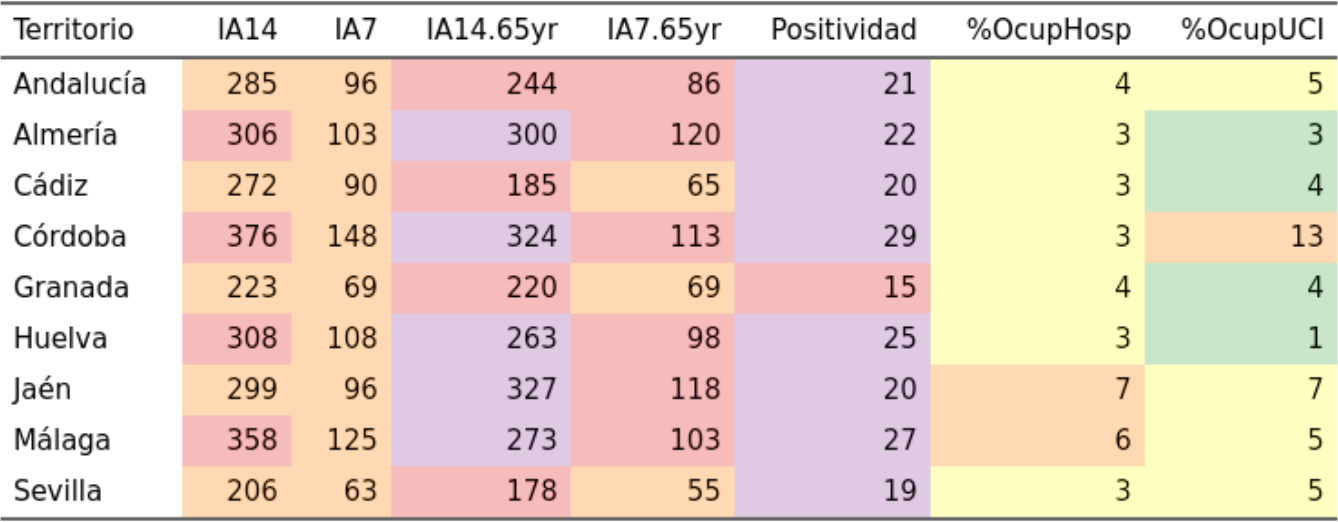 Territorio IA14 IA7 IA14.65yr IA7.65yr Positividad %OcupHosp %OcupUCI
Andalucía 285 96 244 86 21 4 5
Almería 306 103 300 120 22 3 3
Cádiz 272 90 185 65 20 3 4
Córdoba 376 148 324 113 29 3 13
Granada 223 69 220 69 15 4 4
Huelva 308 108 263 98 25 3 1
Jaén 299 96 327 118 20 7 7
Málaga 358 125 273 103 27 6 5
Sevilla 206 63 178 55 19 3 5